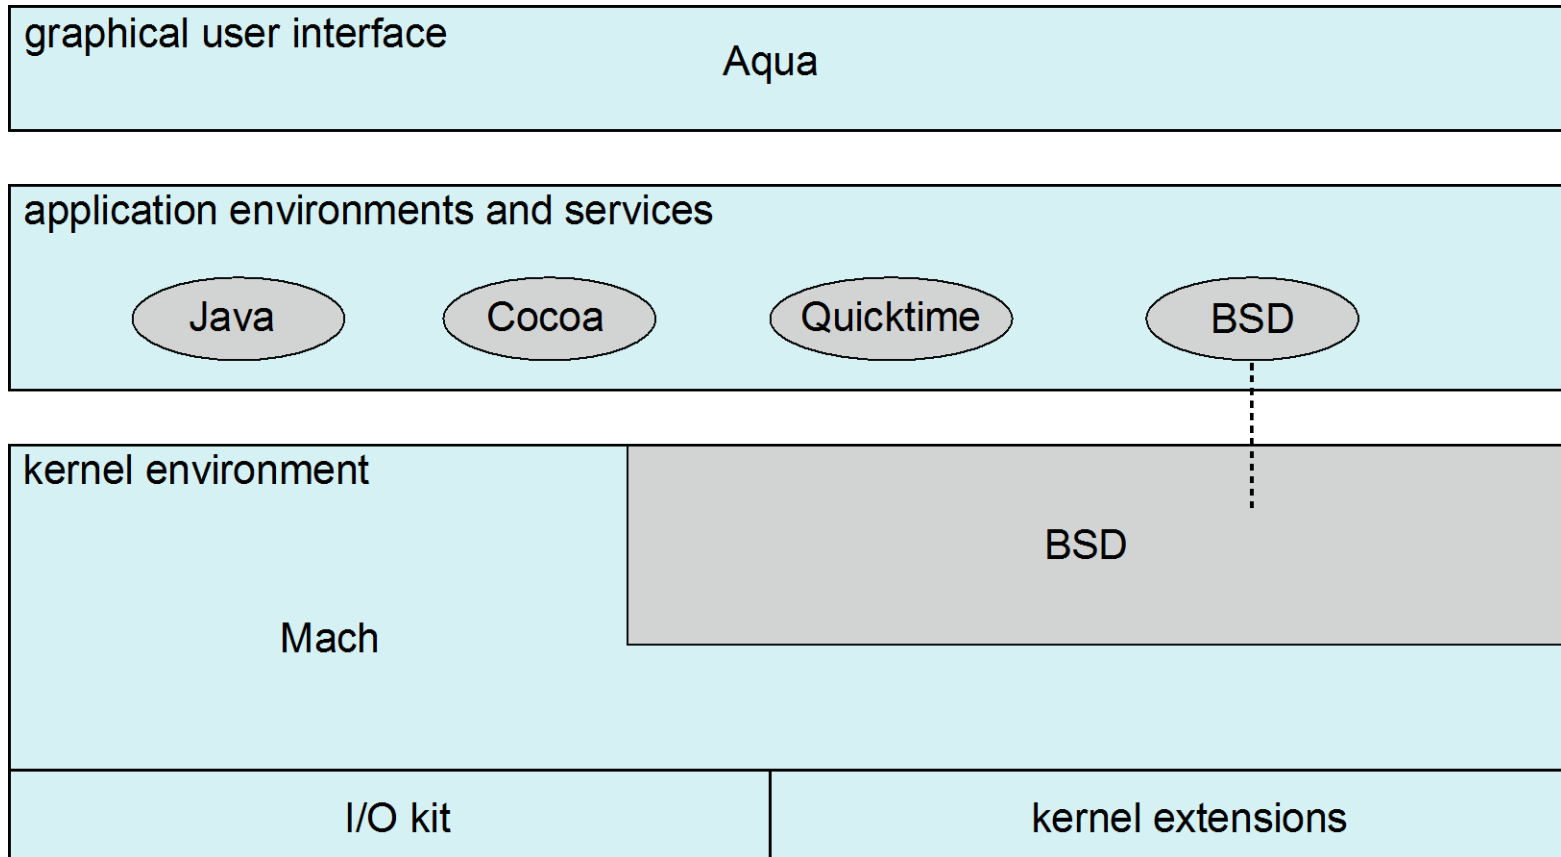 graphical user interface
Aqua
application environments and services
Java
Cocoa
Quicktime
BSD
kernel environment
BSD
Mach
I/O kit
kernel extensions